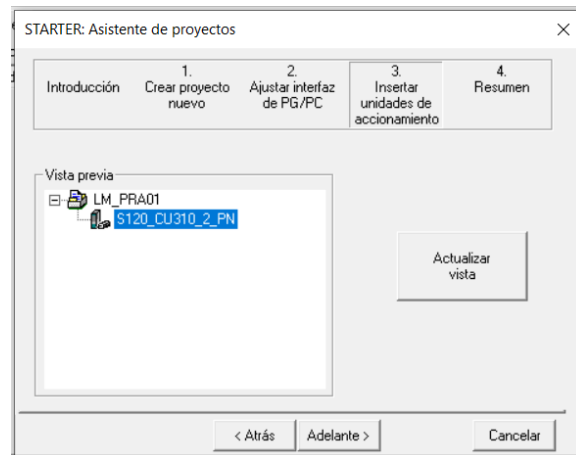 STARTER: Asistente de proyectos
Introducción
1.
Crear proyecto
nuevo
2.
Ajustar interfaz
de PG/PC
3.
Insertar
unidades de
accionamiento
4.
Resumen
Vista previa
LM_PRA01
S120_CU310_2_PN
Actualizar
vista
< Atrás
Adelante >
Cancelar